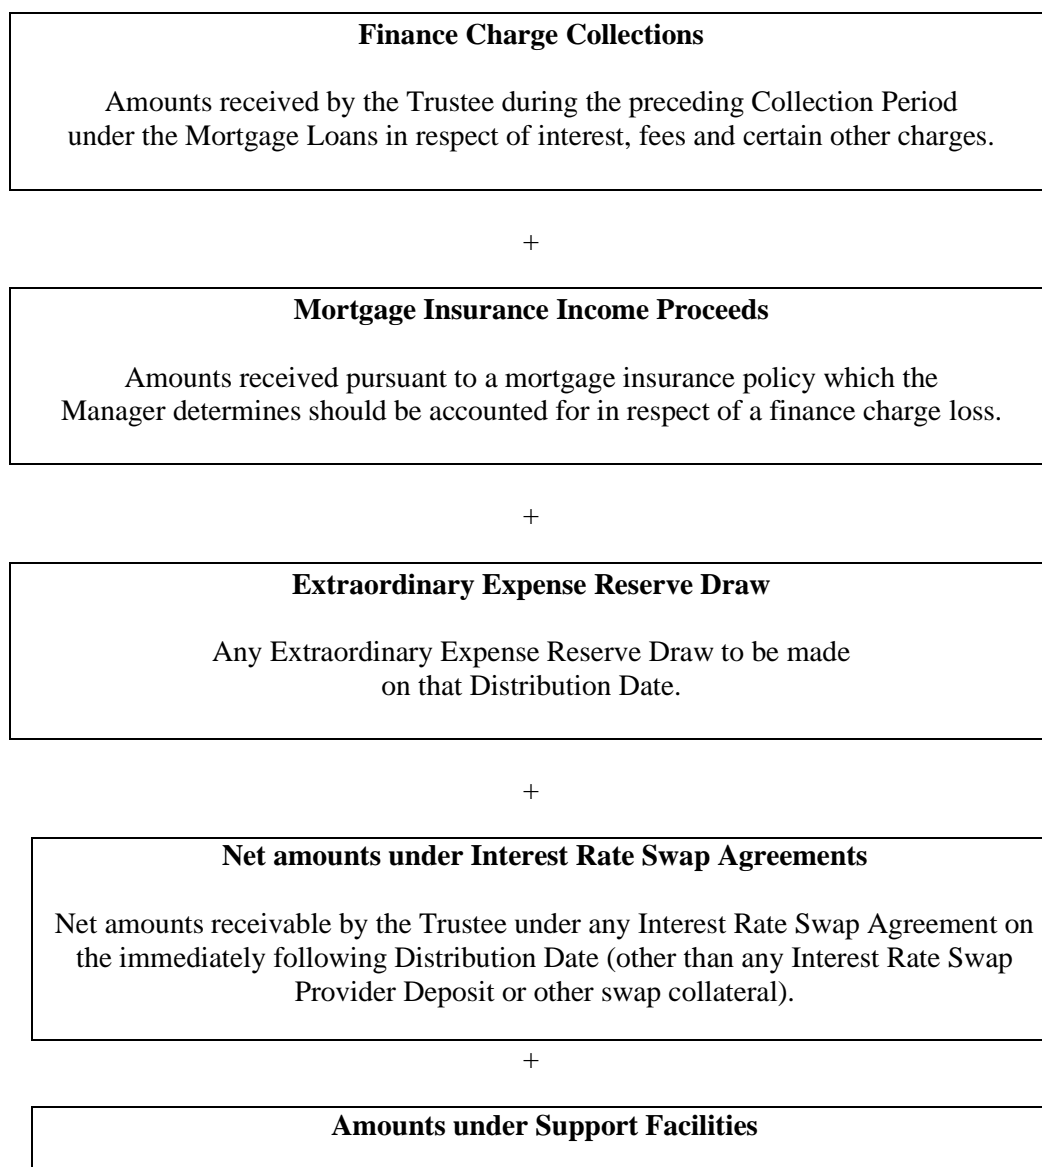 Finance Charge Collections
Amounts received by the Trustee during the preceding Collection Period
under the Mortgage Loans in respect of interest, fees and certain other charges.
+
Mortgage Insurance Income Proceeds
Amounts received pursuant to a mortgage insurance policy which the
Manager determines should be accounted for in respect of a finance charge loss.
+
Extraordinary Expense Reserve Draw
Any Extraordinary Expense Reserve Draw to be made
on that Distribution Date.
+
Net amounts under Interest Rate Swap Agreements
Net amounts receivable by the Trustee under any Interest Rate Swap Agreement on
the immediately following Distribution Date (other than any Interest Rate Swap
Provider Deposit or other swap collateral).
+
Amounts under Support Facilities